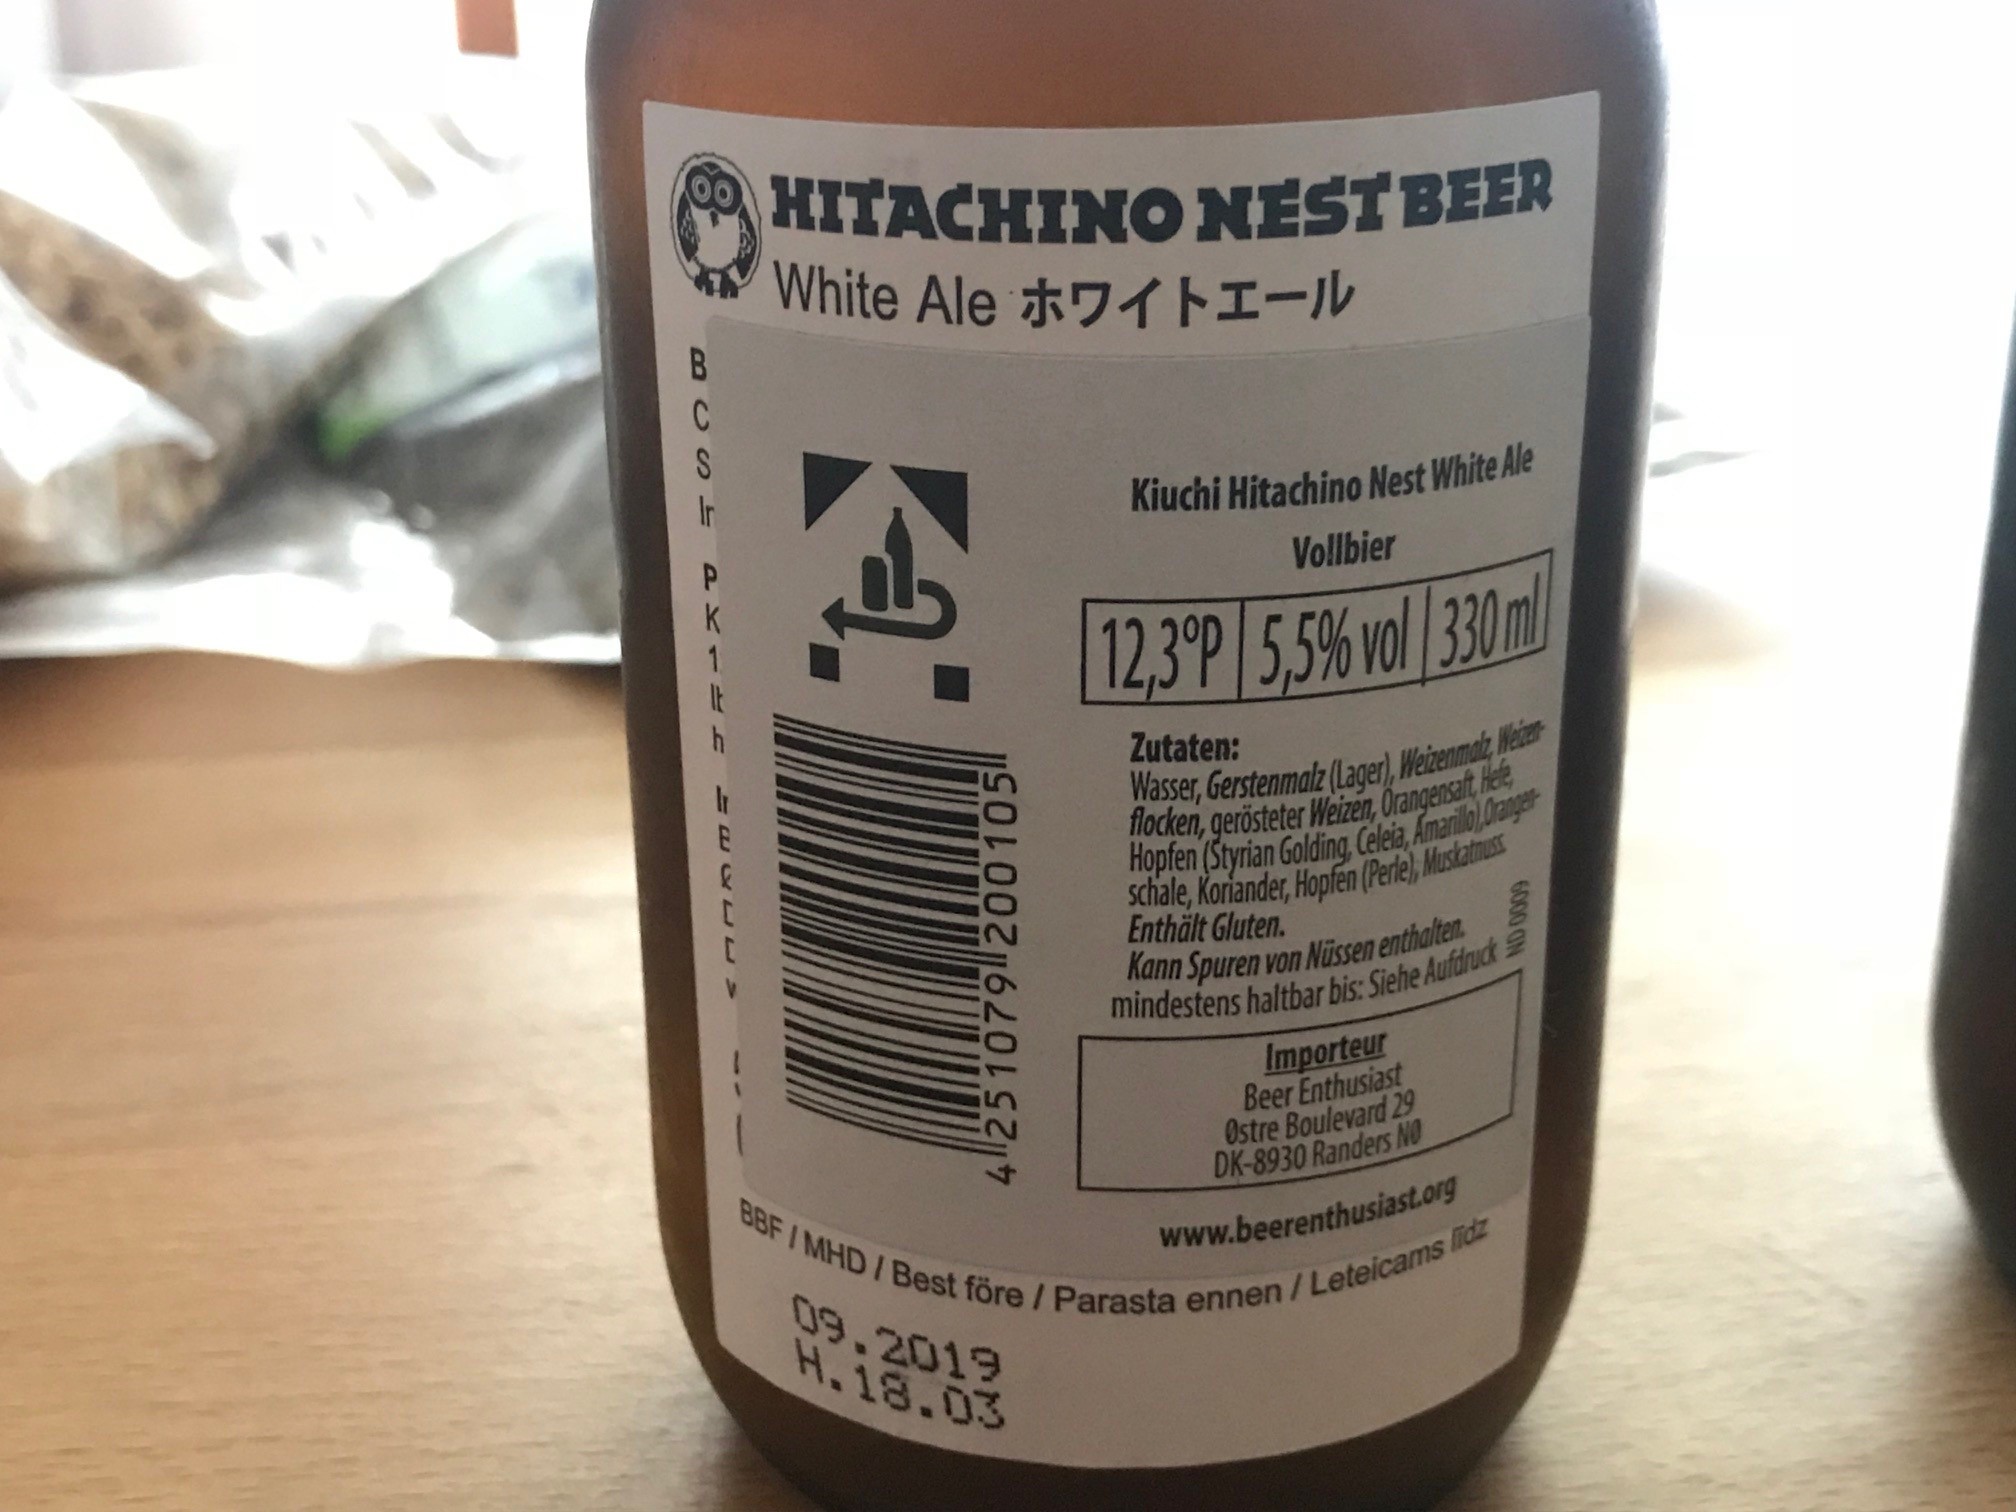 HITACHINO NEST BEER
White Ale ホワイトエール
B
C
S
P
K
1
h
Kiuchi Hitachino Nest White Ale
Vollbier
12,3°P 5,5% vol 330 ml
Zutaten:
Wasser, Gerstenmalz (Lager), Weizenmalz, Weizen-
flocken, gerösteter Weizen, Orangensaft, Hefe,
Hopfen (Styrian Golding, Celeia, Amarillo),Orangen-
schale, Koriander, Hopfen (Perle), Muskatnuss.
Enthält Gluten.
Kann Spuren von Nüssen enthalten.
mindestens haltbar bis: Siehe Aufdruck
ND 0009
Importeur
Beer Enthusiast
Østre Boulevard 29
DK-8930 Randers NØ
www.beerenthusiast.org
4 251079 200105
BBF / MHD / Best före / Parasta ennen / Leteicams līdz
09.2019
H.18.03